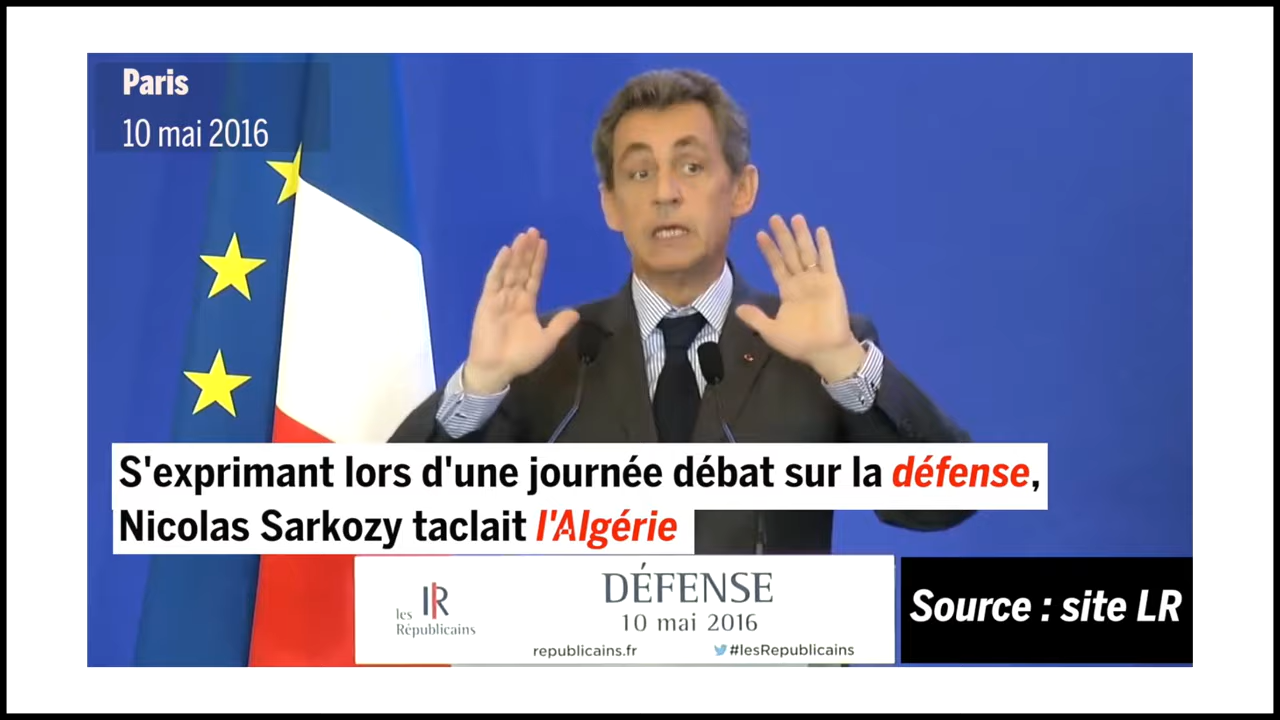 Paris
10 mai 2016
S'exprimant lors d'une journée débat sur la défense,
Nicolas Sarkozy taclait l'Algérie
les
Républicains
lR
DÉFENSE
10 mai 2016
republicains.fr
#lesRepublicains
Source : site LR